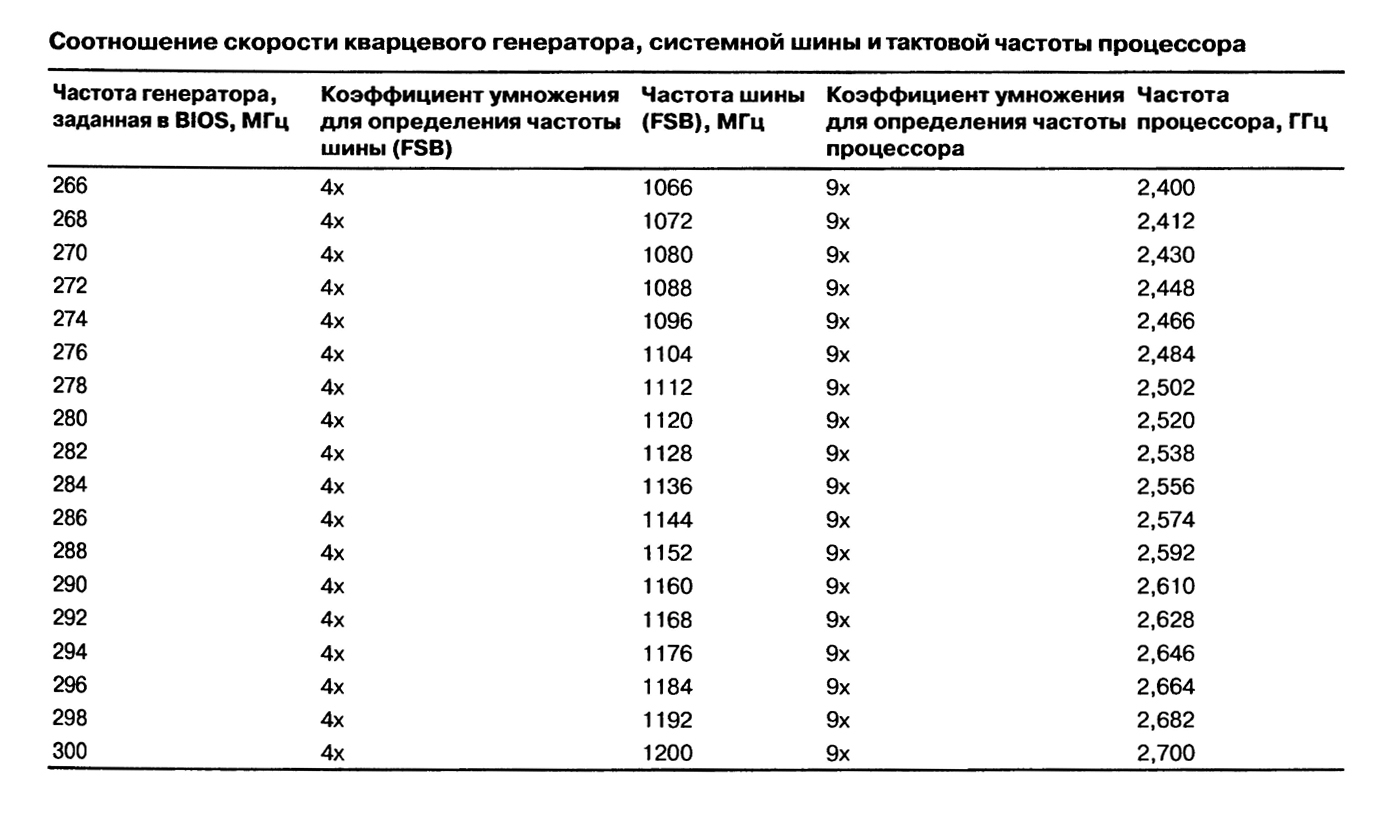 Соотношение скорости кварцевого генератора, системной шины и тактовой частоты процессора
Частота генератора, Коэффициент умножения Частота шины Коэффициент умножения Частота
заданная в BIOS, МГц для определения частоты (FSB), МГц для определения частоты процессора, ГГц
шины (FSB) процессора
266 4x 1066 9x 2,400
268 4x 1072 9x 2,412
270 4x 1080 9x 2,430
272 4x 1088 9x 2,448
274 4x 1096 9x 2,466
276 4x 1104 9x 2,484
278 4x 1112 9x 2,502
280 4x 1120 9x 2,520
282 4x 1128 9x 2,538
284 4x 1136 9x 2,556
286 4x 1144 9x 2,574
288 4x 1152 9x 2,592
290 4x 1160 9x 2,610
292 4x 1168 9x 2,628
294 4x 1176 9x 2,646
296 4x 1184 9x 2,664
298 4x 1192 9x 2,682
300 4x 1200 9x 2,700